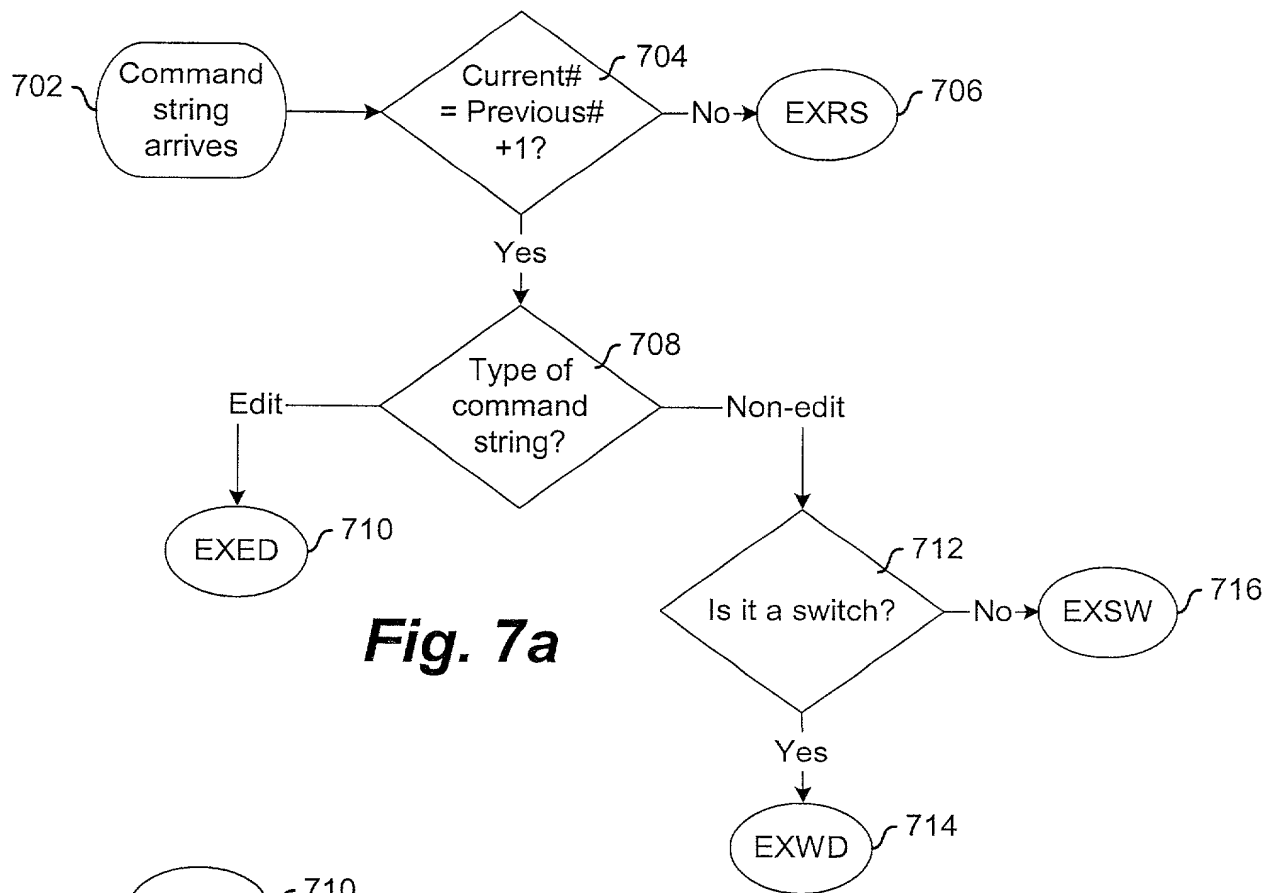 702
Command
string
arrives
Current#
= Previous#
+1?
704
No
EXRS
706
Yes
Type of
command
string?
708
Edit
Non-edit
EXED
710
Is it a switch?
712
No
EXSW
716
Fig. 7a
Yes
EXWD
714
710